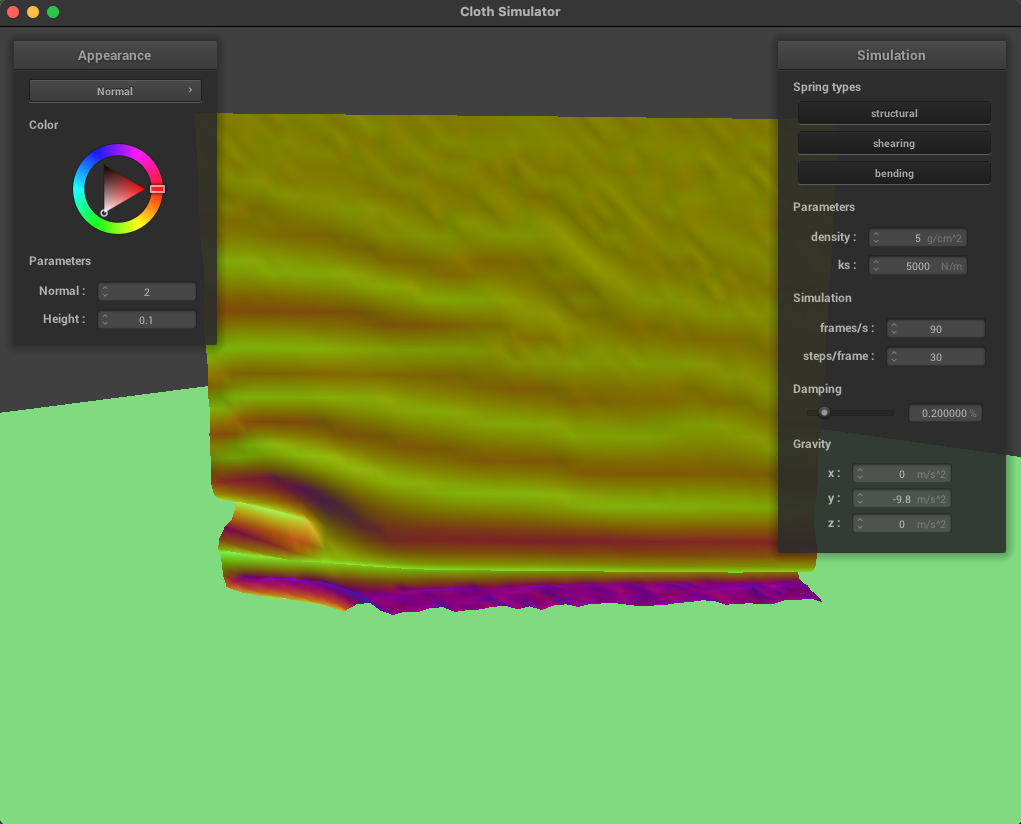 Cloth Simulator
Appearance
Normal
Color
Parameters
Normal : 2
Height : 0.1
Simulation
Spring types
structural
shearing
bending
Parameters
density : 5 g/cm^2
ks : 5000 N/m
Simulation
frames/s : 90
steps/frame : 30
Damping
0.200000 %
Gravity
x : 0 m/s^2
y : -9.8 m/s^2
z : 0 m/s^2